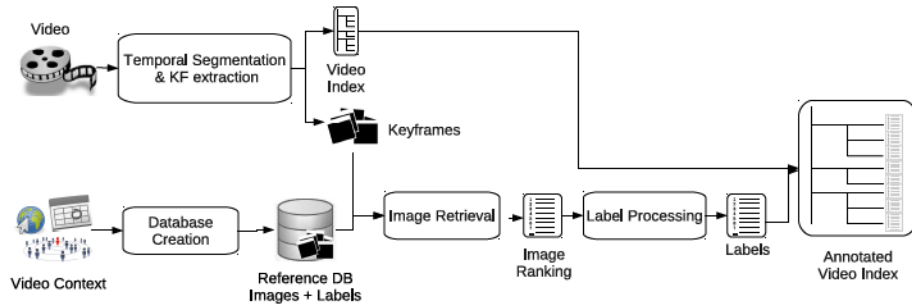 Video
Temporal Segmentation
& KF extraction
Video
Index
Keyframes
Database
Creation
Image Retrieval
Label Processing
Image
Ranking
Labels
Video Context
Reference DB
Images + Labels
Annotated
Video Index